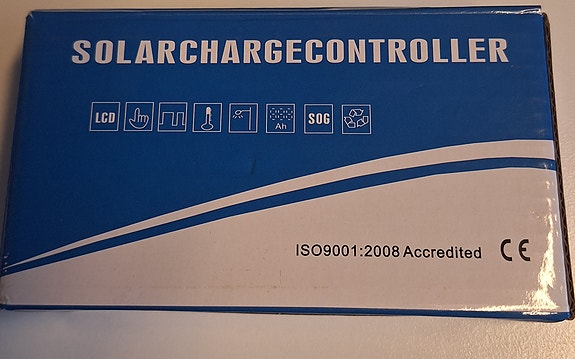 SOLARCHARGECONTROLLER
LCD Ah SOG
ISO9001:2008 Accredited CE